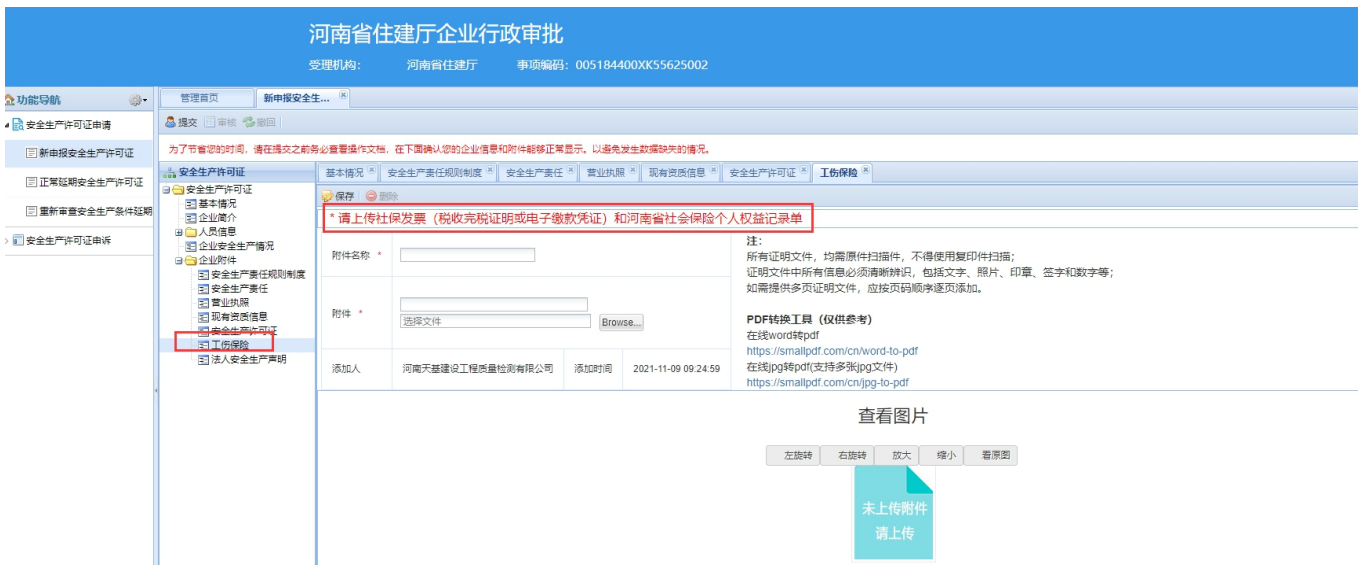 河南省住建厅企业行政审批
受理机构： 河南省住建厅 事项编码：005184400XK55625002
功能导航
管理首页 新申报安全生...
安全生产许可证申请
提交 审核 撤回
新申报安全生产许可证
为了节省您的时间，请在提交之前务必查看操作文档，在下面确认您的企业信息和附件能够正常显示。以避免发生数据缺失的情况。
正常延期安全生产许可证
重新审查安全生产条件延期
安全生产许可证申诉
安全生产许可证
基本情况 安全生产责任规则制度 安全生产责任 营业执照 现有资质信息 安全生产许可证 工伤保险
安全生产许可证
基本情况
企业简介
人员信息
企业安全生产情况
企业附件
安全生产责任规则制度
安全生产责任
营业执照
现有资质信息
安全生产许可证
工伤保险
法人安全生产声明
保存 删除
* 请上传社保发票（税收完税证明或电子缴款凭证）和河南省社会保险个人权益记录单
附件名称 *
附件 *
选择文件 Browse...
添加人 河南天基建设工程质量检测有限公司 添加时间 2021-11-09 09:24:59
注：
所有证明文件，均需原件扫描件，不得使用复印件扫描；
证明文件中所有信息必须清晰辨识，包括文字、照片、印章、签字和数字等；
如需提供多页证明文件，应按页码顺序逐页添加。
PDF转换工具（仅供参考）
在线word转pdf
https://smallpdf.com/cn/word-to-pdf
在线jpg转pdf(支持多张jpg文件)
https://smallpdf.com/cn/jpg-to-pdf
查看图片
左旋转 右旋转 放大 缩小 看原图
未上传附件
请上传